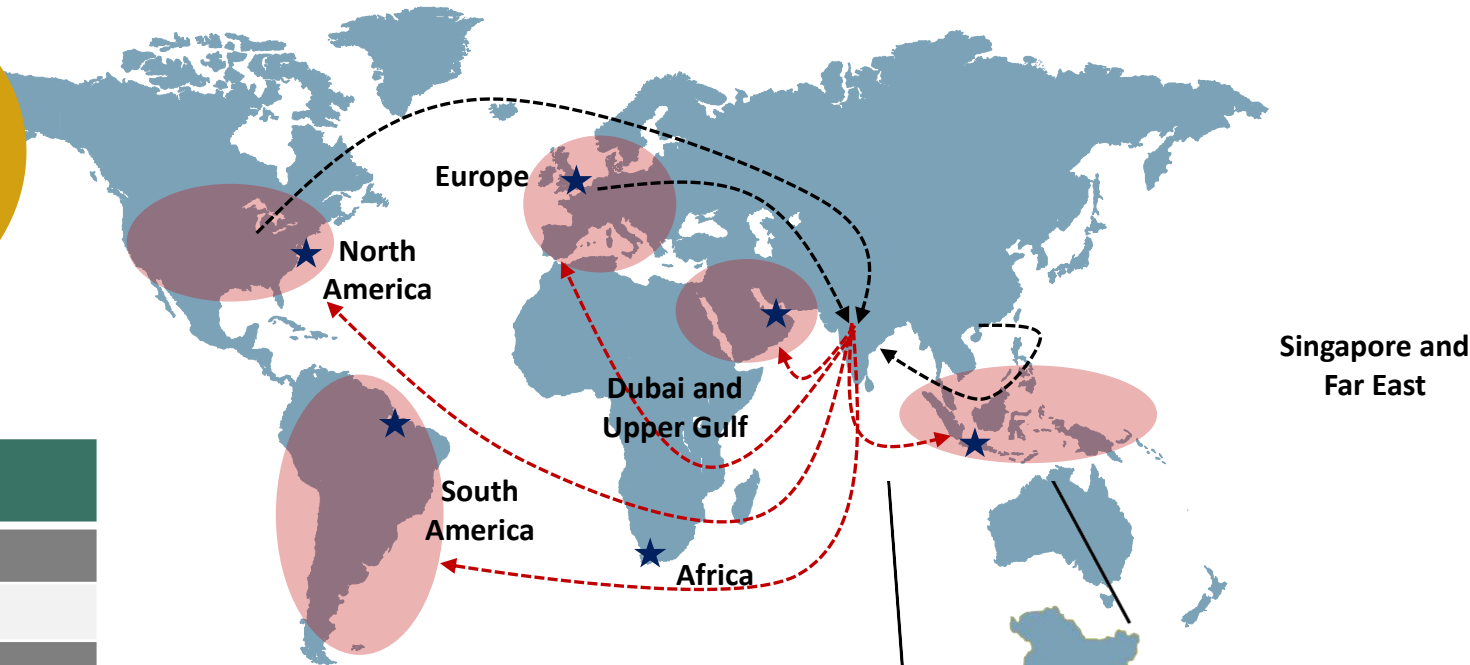 Europe
North
America
Singapore and
Far East
Dubai and
Upper Gulf
South
America
Africa